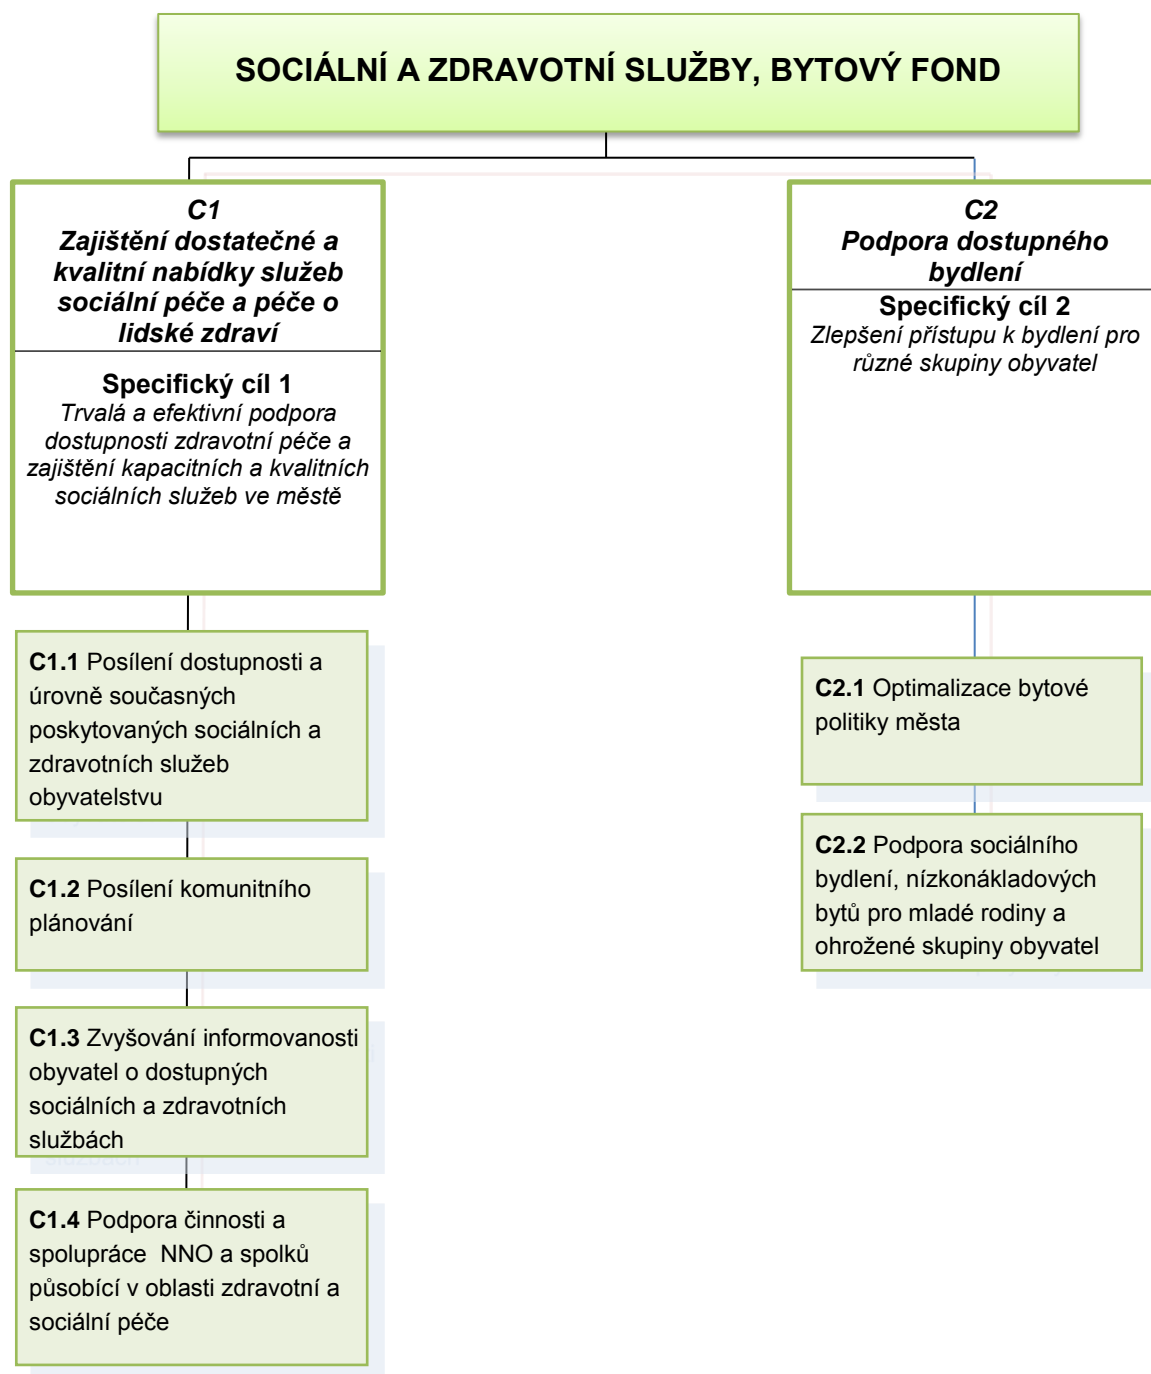 SOCIÁLNÍ A ZDRAVOTNÍ SLUŽBY, BYTOVÝ FOND
C1
Zajištění dostatečné a
kvalitní nabídky služeb
sociální péče a péče o
lidské zdraví
Specifický cíl 1
Trvalá a efektivní podpora
dostupnosti zdravotní péče a
zajištění kapacitních a kvalitních
sociálních služeb ve městě
C1.1 Posílení dostupnosti a
úrovně současných
poskytovaných sociálních a
zdravotních služeb
obyvatelstvu
C1.2 Posílení komunitního
plánování
C1.3 Zvyšování informovanosti
obyvatel o dostupných
sociálních a zdravotních
službách
C1.4 Podpora činnosti a
spolupráce  NNO a spolků
působící v oblasti zdravotní a
sociální péče
C2
Podpora dostupného
bydlení
Specifický cíl 2
Zlepšení přístupu k bydlení pro
různé skupiny obyvatel
C2.1 Optimalizace bytové
politiky města
C2.2 Podpora sociálního
bydlení, nízkonákladových
bytů pro mladé rodiny a
ohrožené skupiny obyvatel